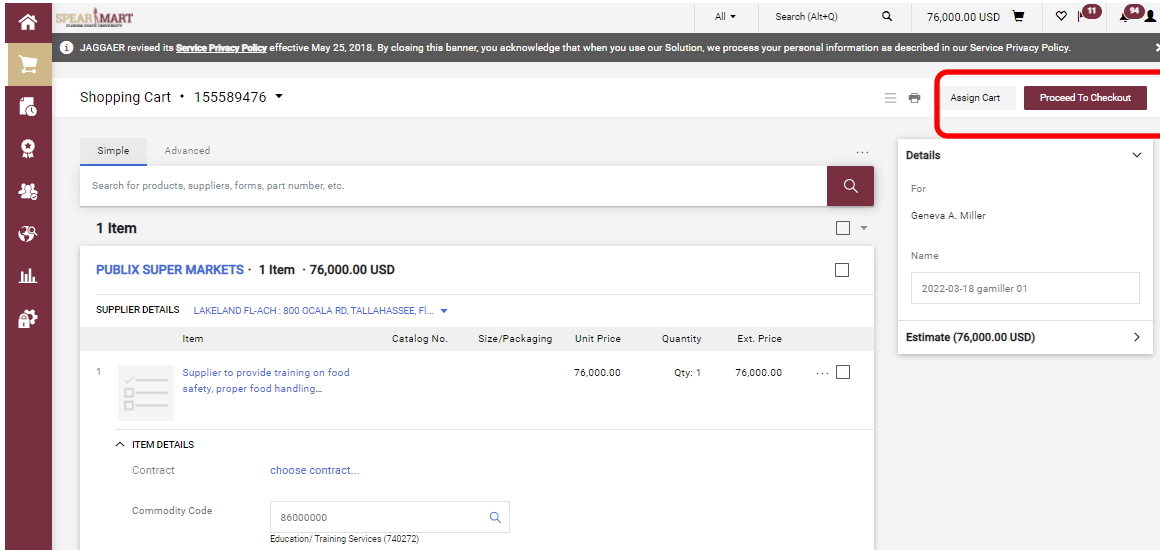 SPEARMART
FLORIDA STATE UNIVERSITY
All
Search (Alt+Q)
76,000.00 USD
11
94
JAGGAER revised its Service Privacy Policy effective May 25, 2018. By closing this banner, you acknowledge that when you use our Solution, we process your personal information as described in our Service Privacy Policy.
Shopping Cart • 155589476
Assign Cart
Proceed To Checkout
Simple
Advanced
...
Search for products, suppliers, forms, part number, etc.
1 Item
PUBLIX SUPER MARKETS · 1 Item · 76,000.00 USD
SUPPLIER DETAILS LAKELAND FL-ACH : 800 OCALA RD, TALLAHASSEE, Fl...
Item Catalog No. Size/Packaging Unit Price Quantity Ext. Price
1 Supplier to provide training on food 76,000.00 Qty: 1 76,000.00 ...
safety, proper food handling...
ITEM DETAILS
Contract choose contract...
Commodity Code 86000000
Education/ Training Services (740272)
Details
For
Geneva A. Miller
Name
2022-03-18 gamiller 01
Estimate (76,000.00 USD)